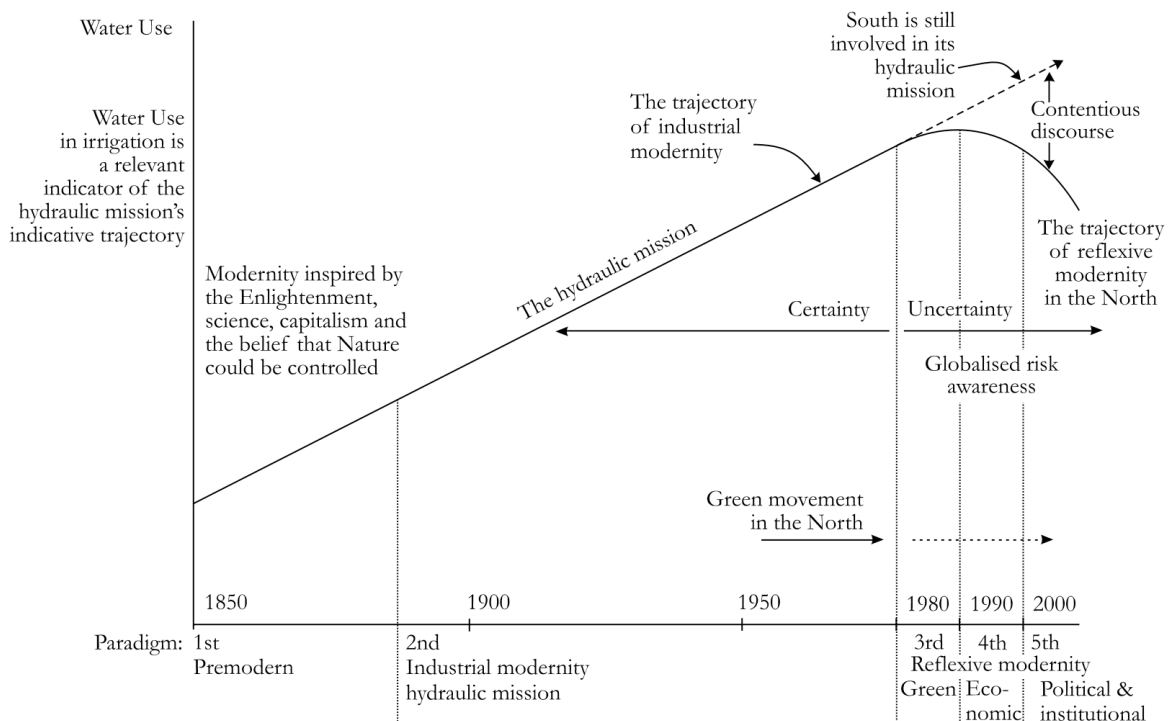 Water Use
South is still
involved in its
hydraulic
mission
Water Use
in irrigation is
a relevant
indicator of the
hydraulic mission's
indicative trajectory
The trajectory
of industrial
modernity
Contentious
discourse
The hydraulic mission
The trajectory
of reflexive
modernity
in the North
Modernity inspired by
the Enlightenment,
science, capitalism and
the belief that Nature
could be controlled
Certainty
Uncertainty
Globalised risk
awareness
Green movement
in the North
1850
1900
1950
1980
1990
2000
Paradigm:
1st
Premodern
2nd
Industrial modernity
hydraulic mission
3rd
4th
5th
Reflexive modernity
Green
Eco-
nomic
Political &
institutional